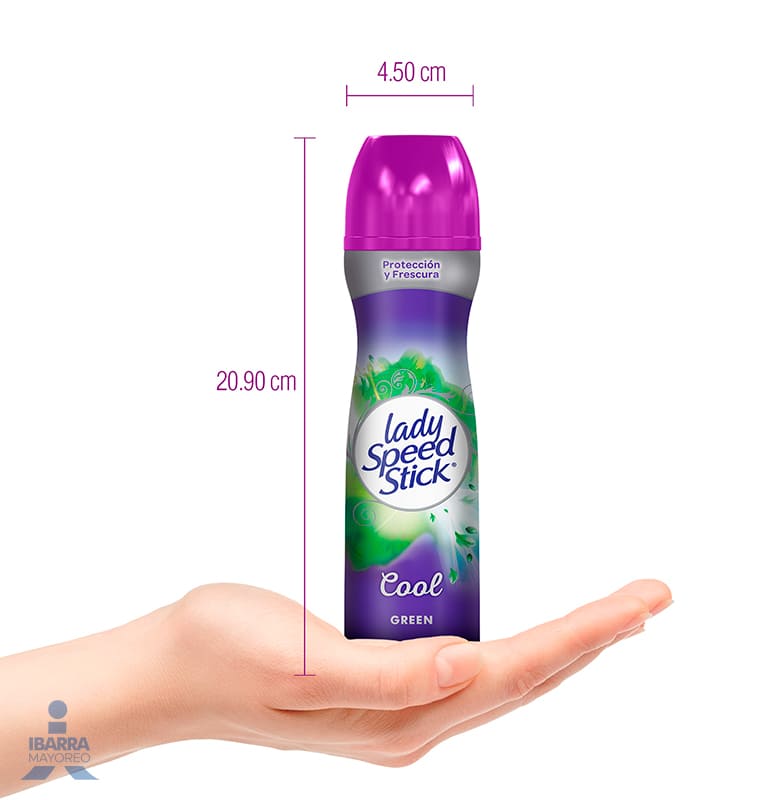 4.50 cm
20.90 cm
Protección
y Frescura
lady
Speed
Stick®
Cool
GREEN
IBARRA
MAYOREO